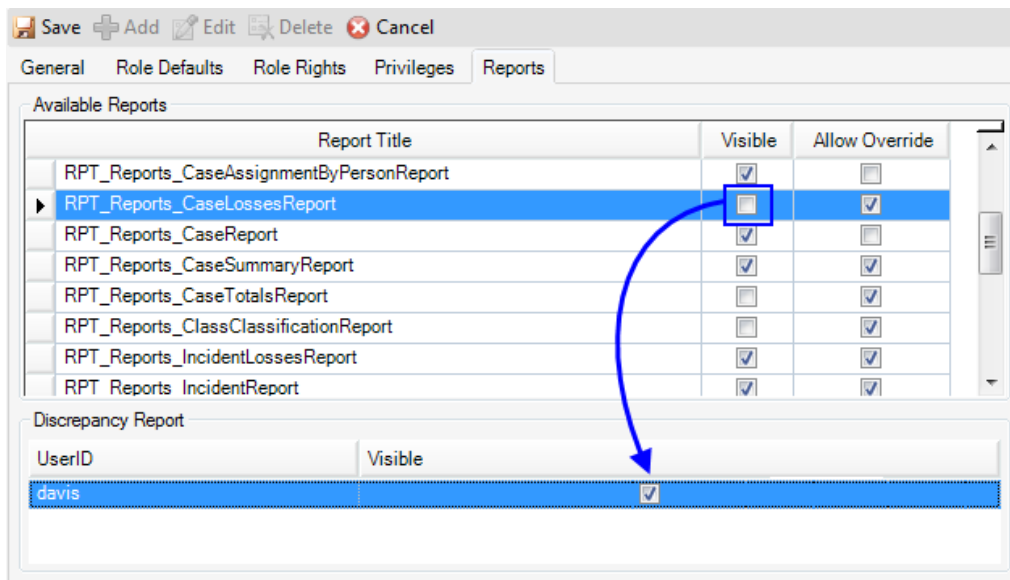 Save Add Edit Delete Cancel
General Role Defaults Role Rights Privileges Reports
Available Reports
Report Title Visible Allow Override
RPT_Reports_CaseAssignmentByPersonReport
RPT_Reports_CaseLossesReport
RPT_Reports_CaseReport
RPT_Reports_CaseSummaryReport
RPT_Reports_CaseTotalsReport
RPT_Reports_ClassClassificationReport
RPT_Reports_IncidentLossesReport
RPT_Reports_IncidentReport
Discrepancy Report
UserID Visible
davis